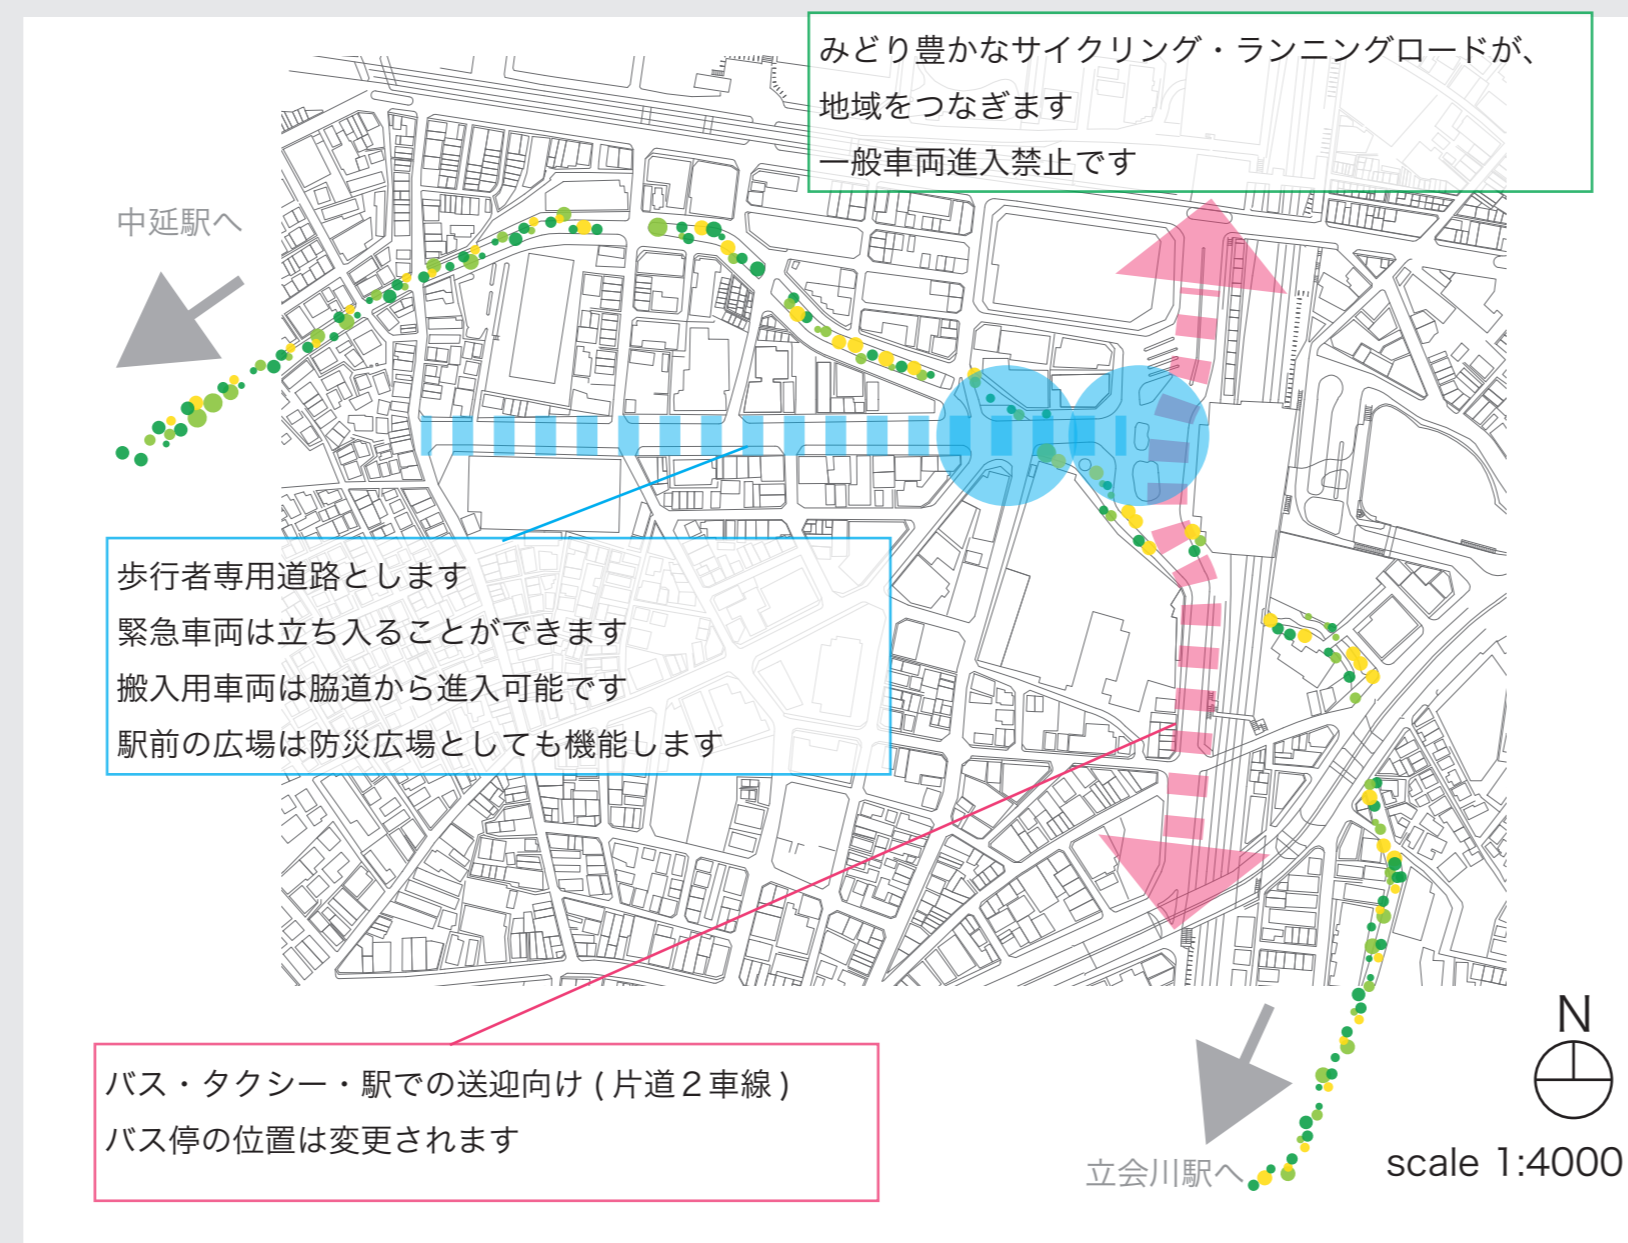 みどり豊かなサイクリング・ランニングロードが、
地域をつなぎます
一般車両進入禁止です
中延駅へ
歩行者専用道路とします
緊急車両は立ち入ることができます
搬入用車両は脇道から進入可能です
駅前の広場は防災広場としても機能します
バス・タクシー・駅での送迎向け ( 片道２車線 )
バス停の位置は変更されます
立会川駅へ
N
scale 1:4000